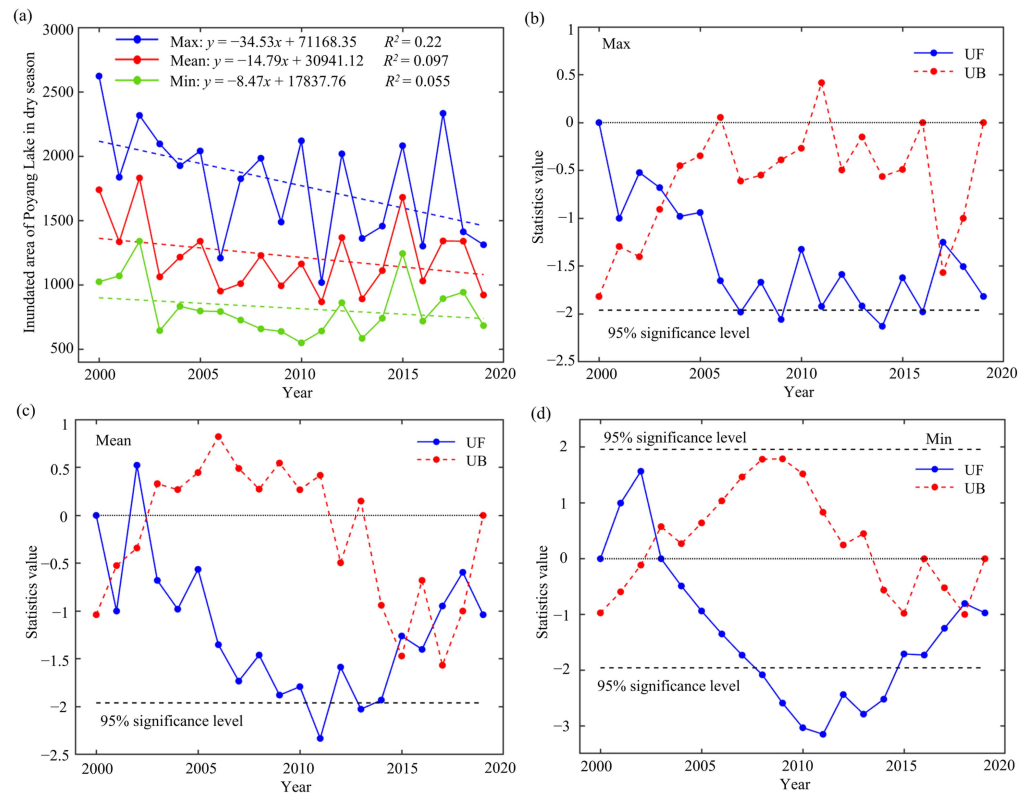 (a)
3000
2500
2000
1500
1000
500
Inundated area of Poyang Lake in dry season
Max: y = −34.53x + 71168.35 R² = 0.22
Mean: y = −14.79x + 30941.12 R² = 0.097
Min: y = −8.47x + 17837.76 R² = 0.055
2000 2005 2010 2015 2020
Year
(b)
1
0.5
0
−0.5
−1
−1.5
−2
−2.5
Statistics value
Max
UF
UB
95% significance level
2000 2005 2010 2015 2020
Year
(c)
1
0.5
0
−0.5
−1
−1.5
−2
−2.5
Statistics value
Mean
UF
UB
95% significance level
2000 2005 2010 2015 2020
Year
(d)
2
1
0
−1
−2
−3
Statistics value
95% significance level
Min
UF
UB
95% significance level
2000 2005 2010 2015 2020
Year